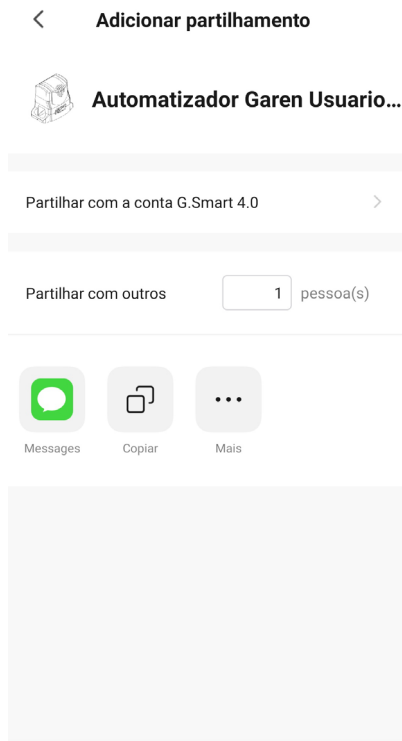 Adicionar partilhamento
Automatizador Garen Usuario...
Partilhar com a conta G.Smart 4.0
Partilhar com outros 1 pessoa(s)
Messages Copiar Mais